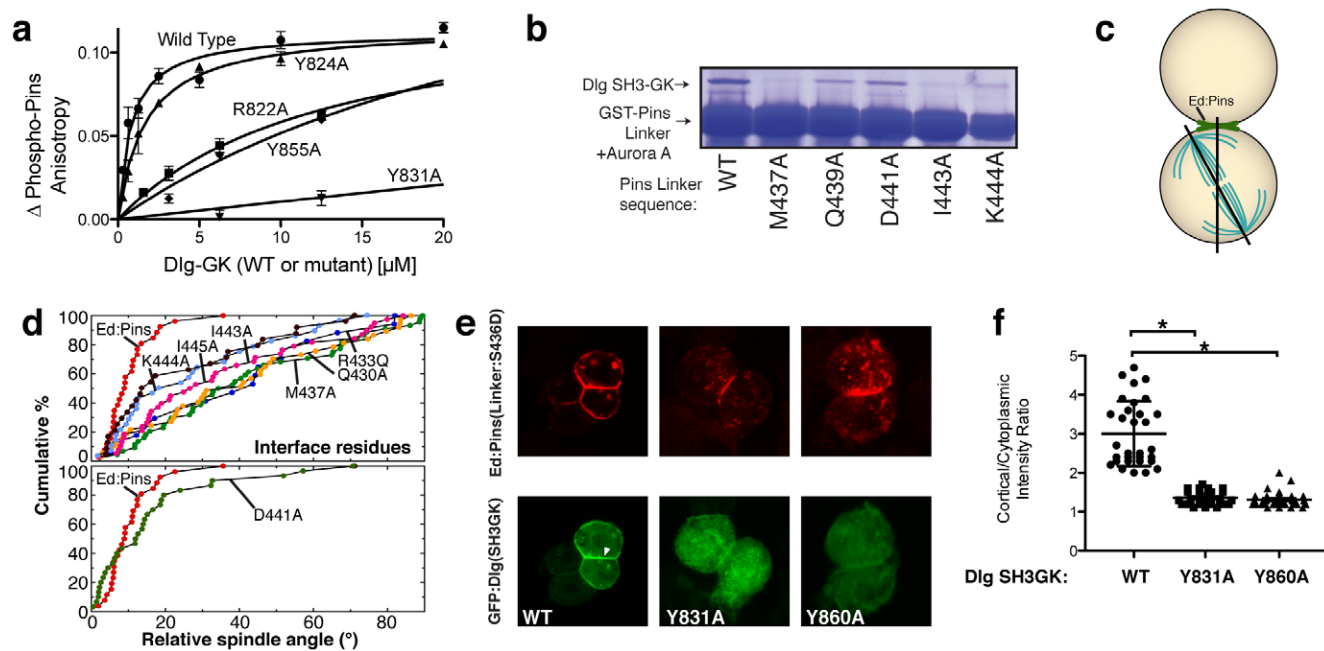 a
Δ Phospho-Pins
Anisotropy
0.10
0.05
0.00
Wild Type
Y824A
R822A
Y855A
Y831A
0
5
10
15
20
Dlg-GK (WT or mutant) [µM]
b
Dlg SH3-GK
GST-Pins
Linker
+Aurora A
Pins Linker
sequence:
WT
M437A
Q439A
D441A
I443A
K444A
c
Ed:Pins
d
Cumulative %
100
80
60
40
20
0
Ed:Pins
I443A
I445A
K444A
R433Q
Q430A
M437A
Interface residues
100
80
60
40
20
0
Ed:Pins
D441A
0
20
40
60
80
Relative spindle angle (°)
e
Ed:Pins(Linker:S436D)
GFP:Dlg(SH3GK)
WT
Y831A
Y860A
f
*
*
Cortical/Cytoplasmic
Intensity Ratio
5
4
3
2
1
0
Dlg SH3GK:
WT
Y831A
Y860A